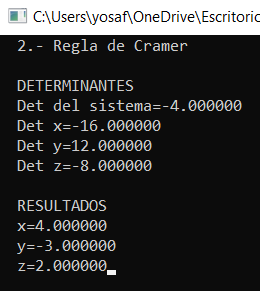 C:\Users\yosaf\OneDrive\Escritorio
2.- Regla de Cramer
DETERMINANTES
Det del sistema=-4.000000
Det x=-16.000000
Det y=12.000000
Det z=-8.000000
RESULTADOS
x=4.000000
y=-3.000000
z=2.000000